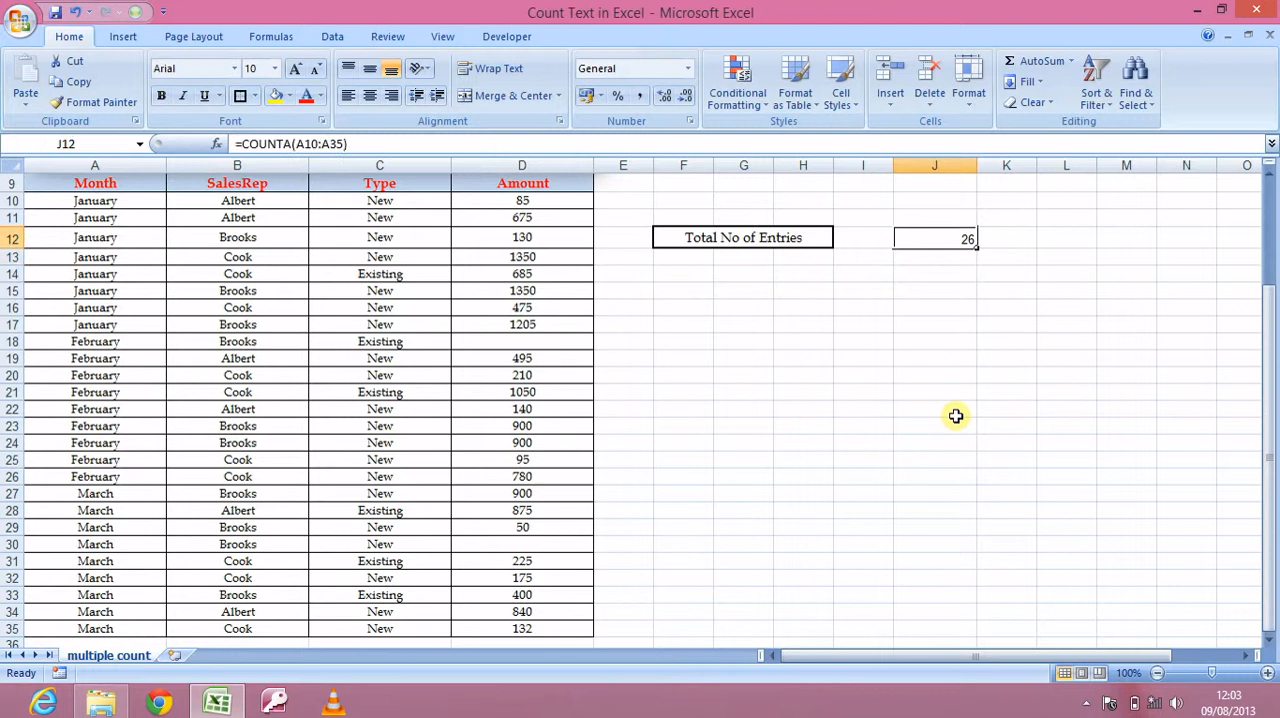 Count Text in Excel - Microsoft Excel
Home Insert Page Layout Formulas Data Review View Developer
Paste
Cut
Copy
Format Painter
Clipboard
Arial 10 A A
B I U A
Font
Wrap Text
Merge & Center
Alignment
General
% ,
Number
Conditional Formatting
Format as Table
Cell Styles
Styles
Insert Delete Format
Cells
Σ AutoSum
Fill
Clear
Sort & Filter
Find & Select
Editing
J12 fx =COUNTA(A10:A35)
A B C D E F G H I J K L M N O
9 Month SalesRep Type Amount
10 January Albert New 85
11 January Albert New 675
12 January Brooks New 130 Total No of Entries 26
13 January Cook New 1350
14 January Cook Existing 685
15 January Brooks New 1350
16 January Cook New 475
17 January Brooks New 1205
18 February Brooks Existing
19 February Albert New 495
20 February Cook New 210
21 February Cook Existing 1050
22 February Albert New 140
23 February Brooks New 900
24 February Brooks New 900
25 February Cook New 95
26 February Cook New 780
27 March Brooks New 900
28 March Albert Existing 875
29 March Brooks New 50
30 March Brooks New
31 March Cook Existing 225
32 March Cook New 175
33 March Brooks Existing 400
34 March Albert New 840
35 March Cook New 132
36
multiple count
Ready 100%
12:03
09/08/2013